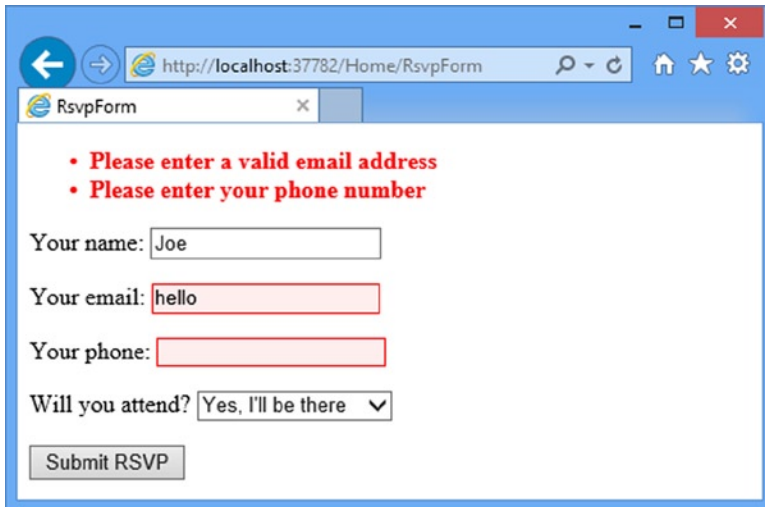 http://localhost:37782/Home/RsvpForm
RsvpForm
• Please enter a valid email address
• Please enter your phone number
Your name: Joe
Your email: hello
Your phone:
Will you attend? Yes, I'll be there
Submit RSVP